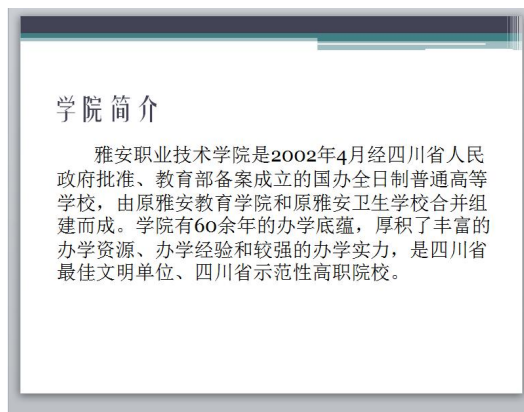 学院简介
雅安职业技术学院是2002年4月经四川省人民
政府批准、教育部备案成立的国办全日制普通高等
学校，由原雅安教育学院和原雅安卫生学校合并组
建而成。学院有60余年的办学底蕴，厚积了丰富的
办学资源、办学经验和较强的办学实力，是四川省
最佳文明单位、四川省示范性高职院校。